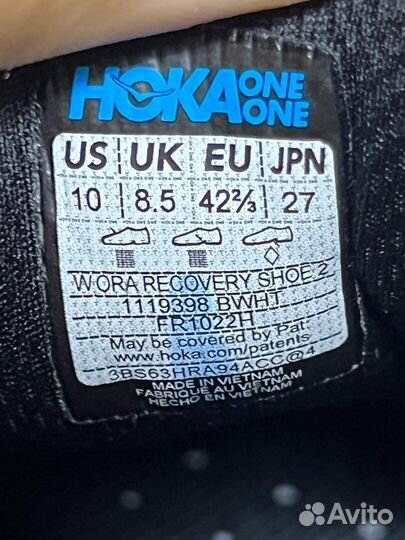 HOKA ONE ONE
US UK EU JPN
10 8.5 42⅔ 27
W ORA RECOVERY SHOE 2
1119398 BWHT
FR1022H
May be covered by Pat.
www.hoka.com/patents
3BS63HRA94ACC@4
MADE IN VIETNAM
FABRIQUÉ AU VIETNAM
HECHO EN VIETNAM
Avito